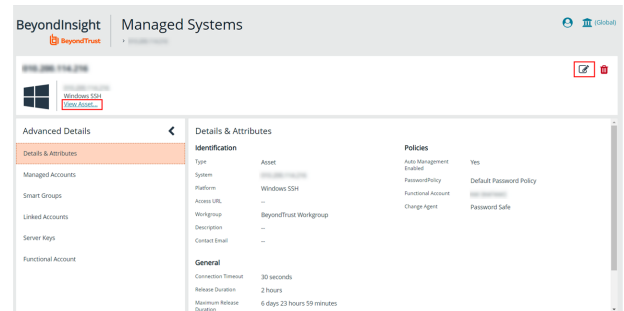 BeyondInsight
BeyondTrust
Managed Systems
(Global)
Windows SSH
View Asset...
Advanced Details
Details & Attributes
Managed Accounts
Smart Groups
Linked Accounts
Server Keys
Functional Account
Details & Attributes
Identification
Type Asset
System
Platform Windows SSH
Access URL --
Workgroup BeyondTrust Workgroup
Description --
Contact Email --
General
Connection Timeout 30 seconds
Release Duration 2 hours
Maximum Release Duration 6 days 23 hours 59 minutes
Policies
Auto Management Enabled Yes
PasswordPolicy Default Password Policy
Functional Account
Change Agent Password Safe